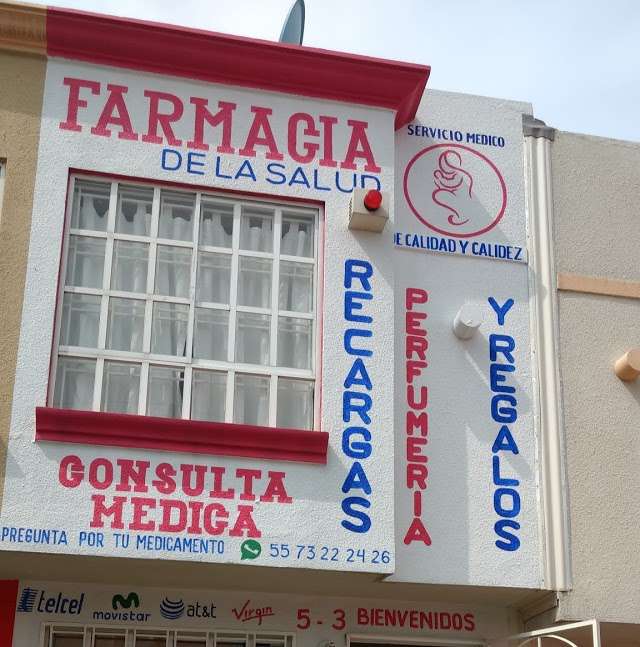 FARMACIA
DE LA SALUD
SERVICIO MEDICO
DE CALIDAD Y CALIDEZ
RECARGAS
PERFUMERIA
Y REGALOS
CONSULTA
MEDICA
PREGUNTA POR TU MEDICAMENTO 55 73 22 24 26
telcel movistar at&t Virgin 5-3 BIENVENIDOS